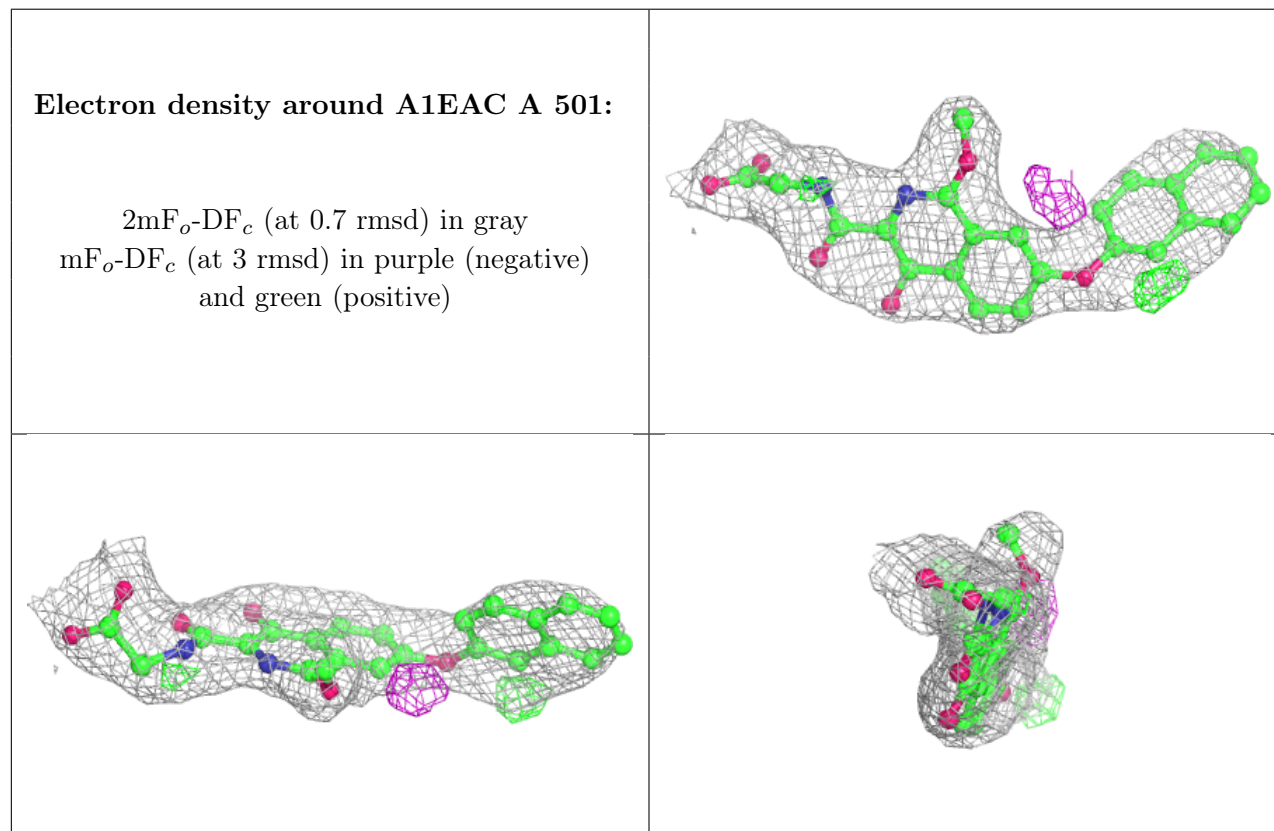 Electron density around A1EAC A 501:
2mFo-DFc (at 0.7 rmsd) in gray
mFo-DFc (at 3 rmsd) in purple (negative)
and green (positive)